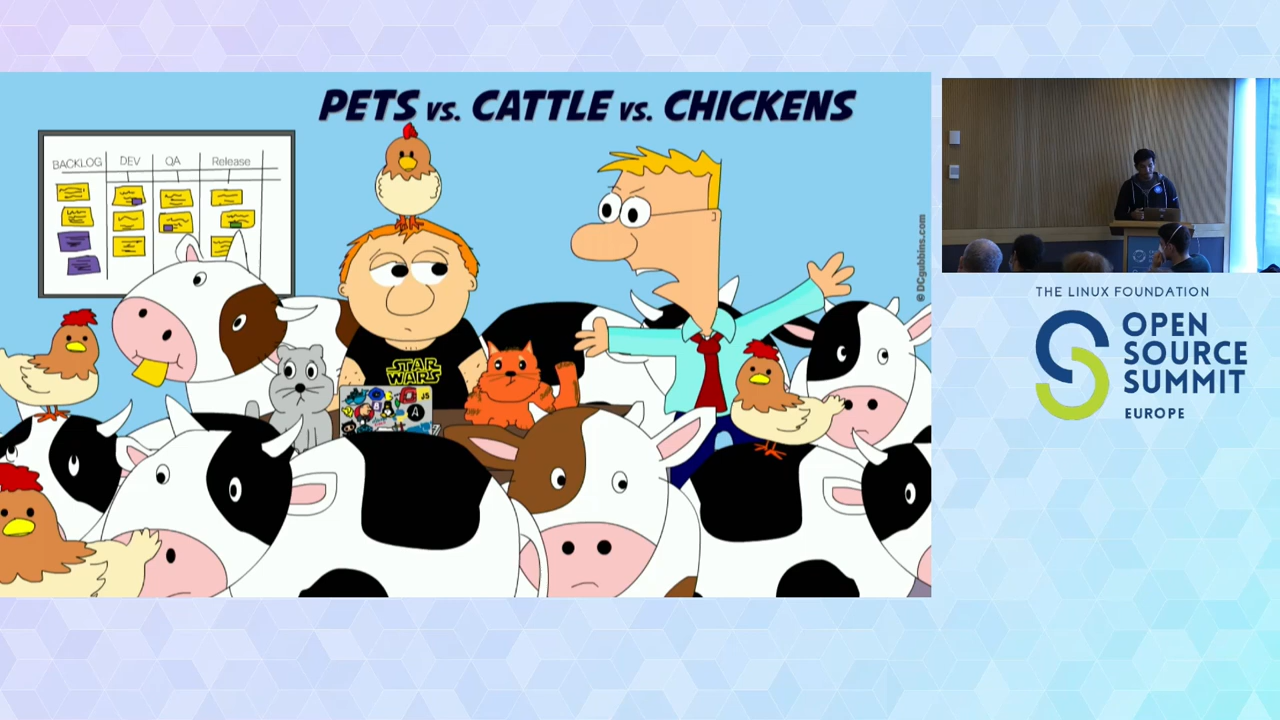 PETS vs. CATTLE vs. CHICKENS
BACKLOG DEV QA Release
STAR
WARS
JS
A
© DCgubbins.com
THE LINUX FOUNDATION
OPEN
SOURCE
SUMMIT
EUROPE